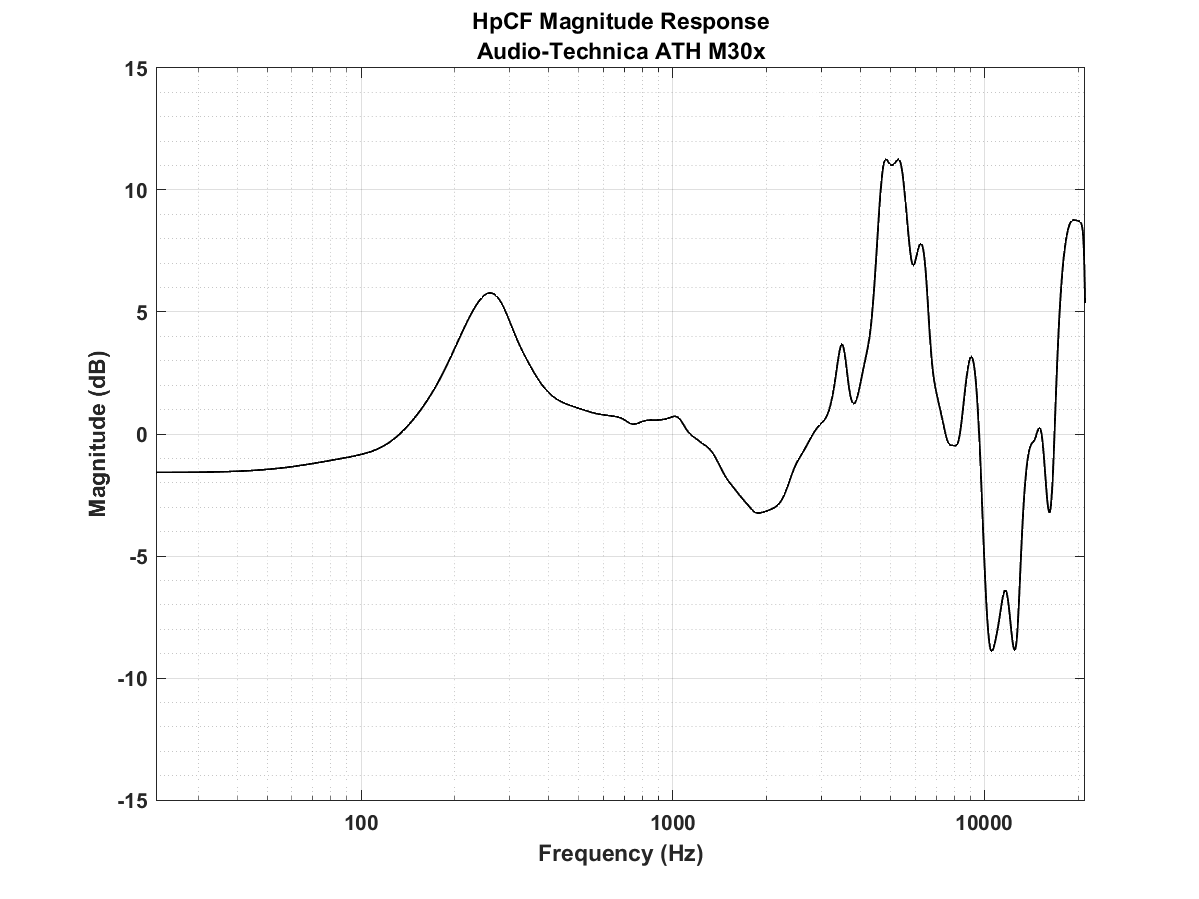 HpCF Magnitude Response
Audio-Technica ATH M30x
15
10
5
0
-5
-10
-15
Magnitude (dB)
100
1000
10000
Frequency (Hz)